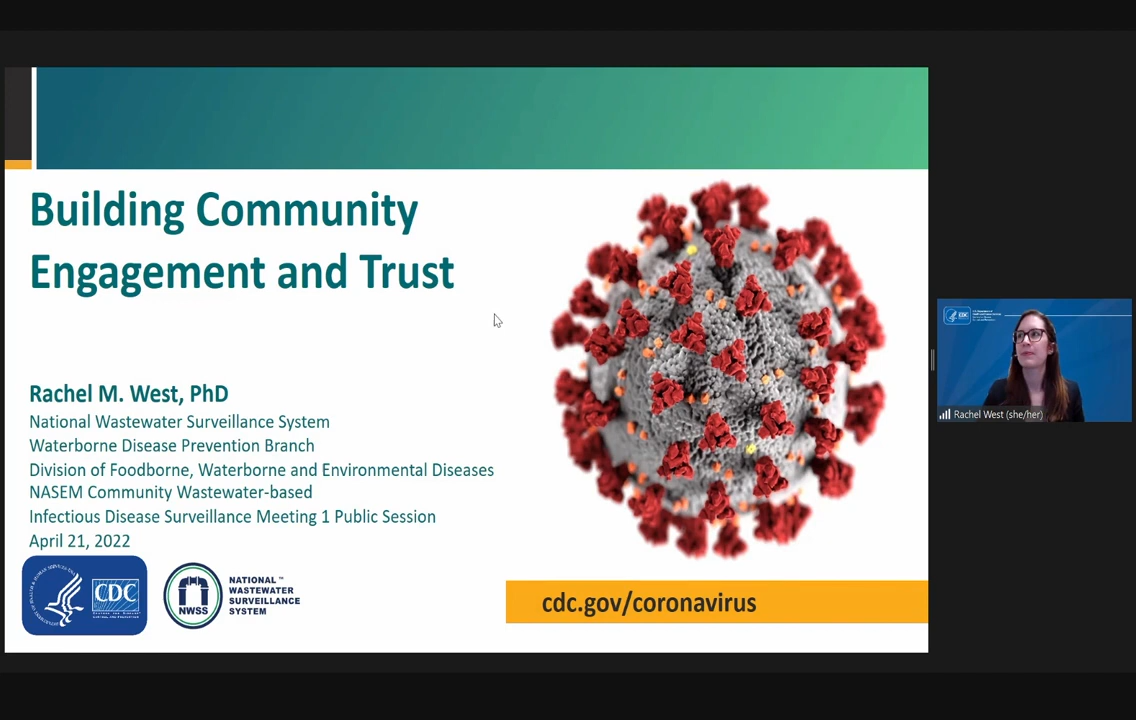 Building Community
Engagement and Trust
Rachel M. West, PhD
National Wastewater Surveillance System
Waterborne Disease Prevention Branch
Division of Foodborne, Waterborne and Environmental Diseases
NASEM Community Wastewater-based
Infectious Disease Surveillance Meeting 1 Public Session
April 21, 2022
CDC
NWSS
NATIONAL™
WASTEWATER
SURVEILLANCE
SYSTEM
cdc.gov/coronavirus
CDC
Rachel West (she/her)